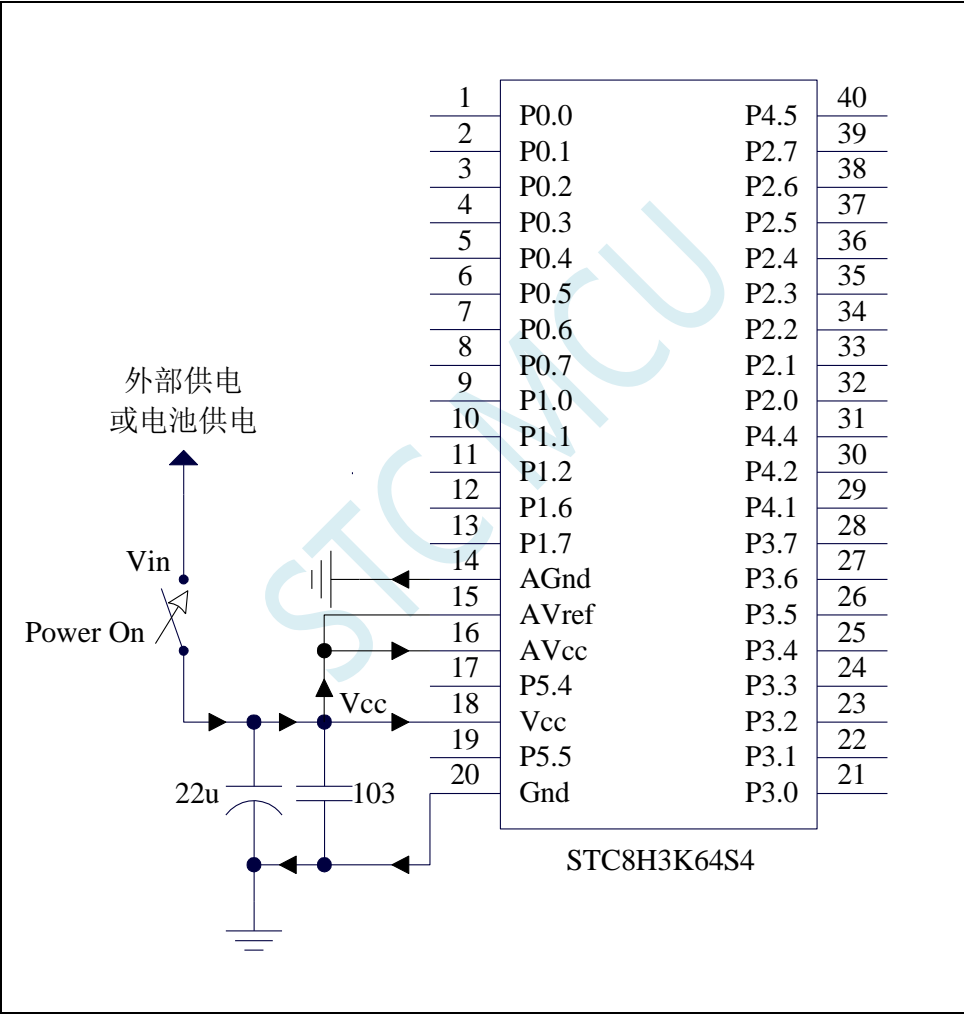 1 P0.0 P4.5 40
2 P0.1 P2.7 39
3 P0.2 P2.6 38
4 P0.3 P2.5 37
5 P0.4 P2.4 36
6 P0.5 P2.3 35
7 P0.6 P2.2 34
8 P0.7 P2.1 33
9 P1.0 P2.0 32
10 P1.1 P4.4 31
11 P1.2 P4.2 30
12 P1.6 P4.1 29
13 P1.7 P3.7 28
14 AGnd P3.6 27
15 AVref P3.5 26
16 AVcc P3.4 25
17 P5.4 P3.3 24
18 Vcc P3.2 23
19 P5.5 P3.1 22
20 Gnd P3.0 21
STC8H3K64S4
外部供电
或电池供电
Vin
Power On
Vcc
22u
103
STC MCU